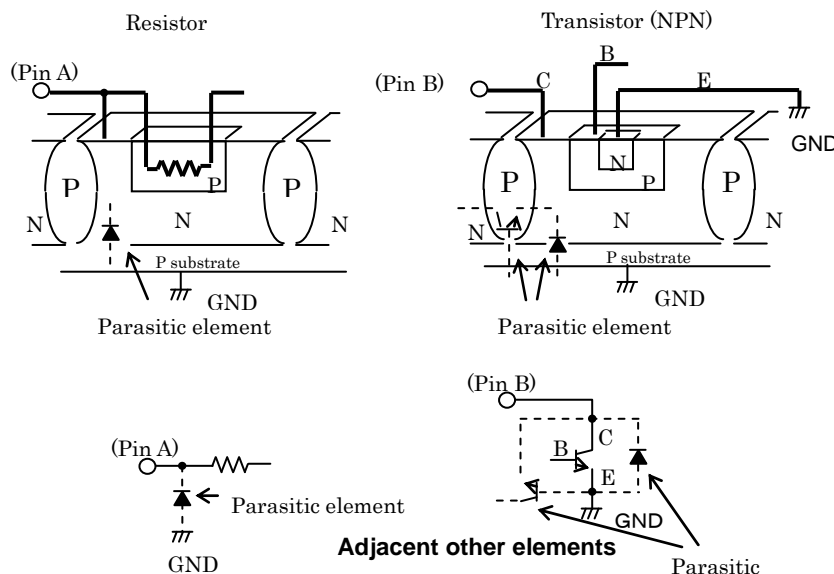 Resistor
(Pin A)
P
P
P
N
N
N
P substrate
GND
Parasitic element
Transistor (NPN)
(Pin B)
C
B
E
GND
P
N
P
P
N
N
N
P substrate
GND
Parasitic element
(Pin A)
Parasitic element
GND
(Pin B)
C
B
E
GND
Adjacent other elements
Parasitic